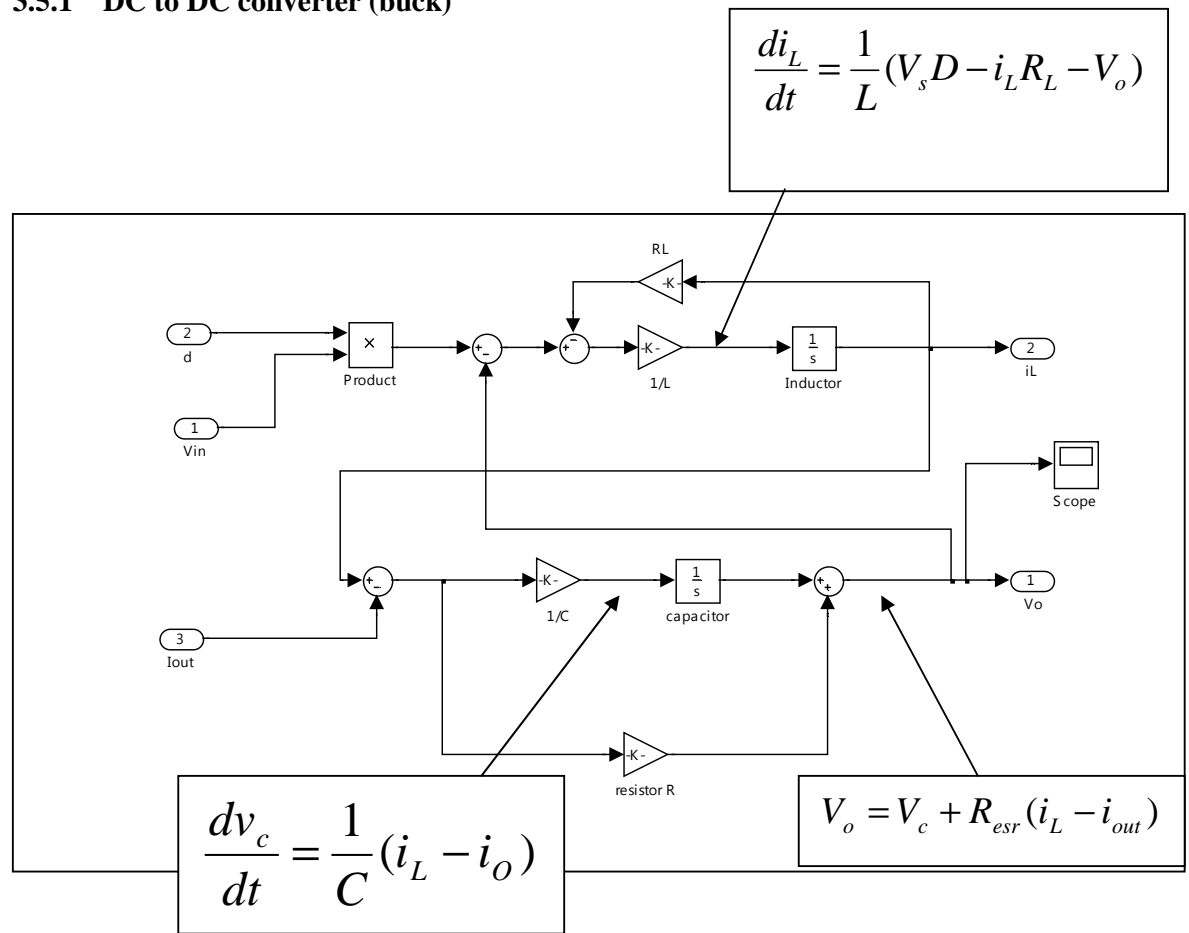 3.5.1 DC to DC converter (buck)
di_L/dt = 1/L (V_s D − i_L R_L − V_o)
RL
-K-
2
d
×
Product
+-
-
+
-K-
1/L
1
s
Inductor
2
iL
1
Vin
Scope
+-
-K-
1/C
1
s
capacitor
++
1
Vo
3
Iout
-K-
resistor R
dv_c/dt = 1/C (i_L − i_O)
V_o = V_c + R_esr (i_L − i_out)